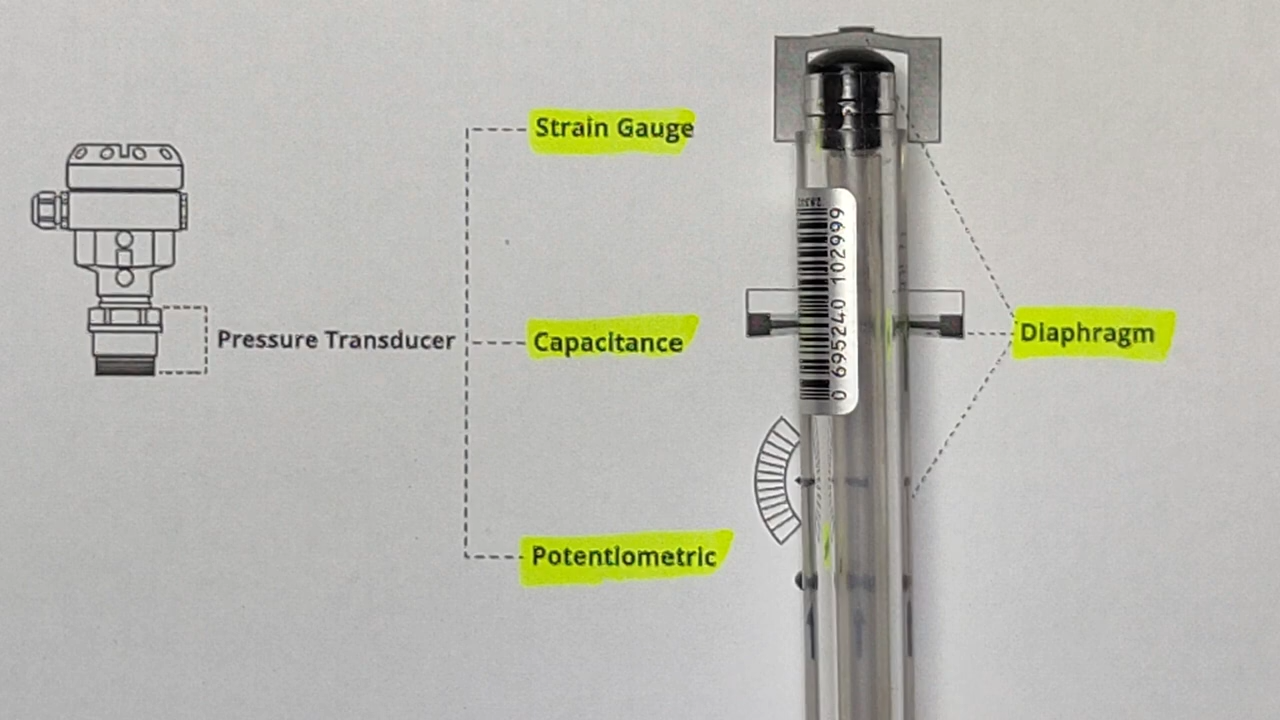 Strain Gauge
Pressure Transducer
Capacitance
Diaphragm
Potentiometric
0 695240 102999